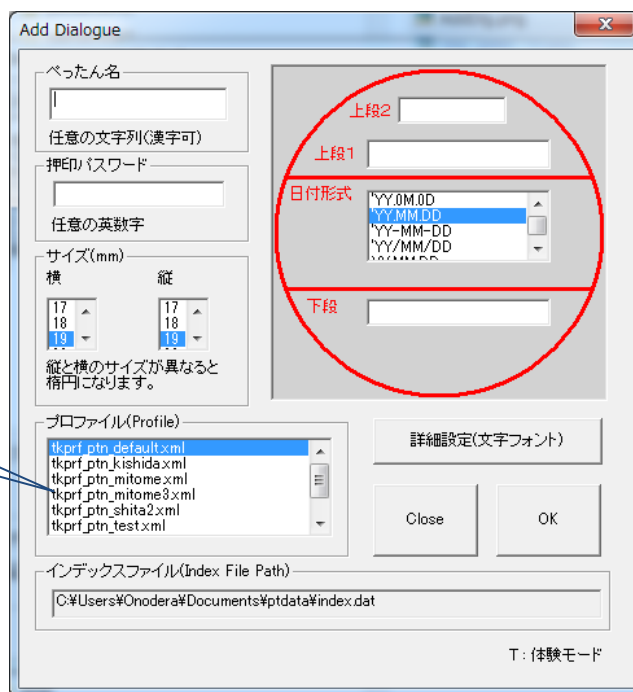 Add Dialogue
ぺったん名
任意の文字列(漢字可)
押印パスワード
任意の英数字
サイズ(mm)
横 縦
17 17
18 18
19 19
縦と横のサイズが異なると
楕円になります。
上段2
上段1
日付形式
'YY.0M.0D
'YY.MM.DD
'YY-MM-DD
'YY/MM/DD
下段
プロファイル(Profile)
tkprf_ptn_default.xml
tkprf_ptn_kishida.xml
tkprf_ptn_mitome.xml
tkprf_ptn_mitome3.xml
tkprf_ptn_shita2.xml
tkprf_ptn_test.xml
詳細設定(文字フォント)
Close
OK
インデックスファイル(Index File Path)
C:¥Users¥Onodera¥Documents¥ptdata¥index.dat
T:体験モード